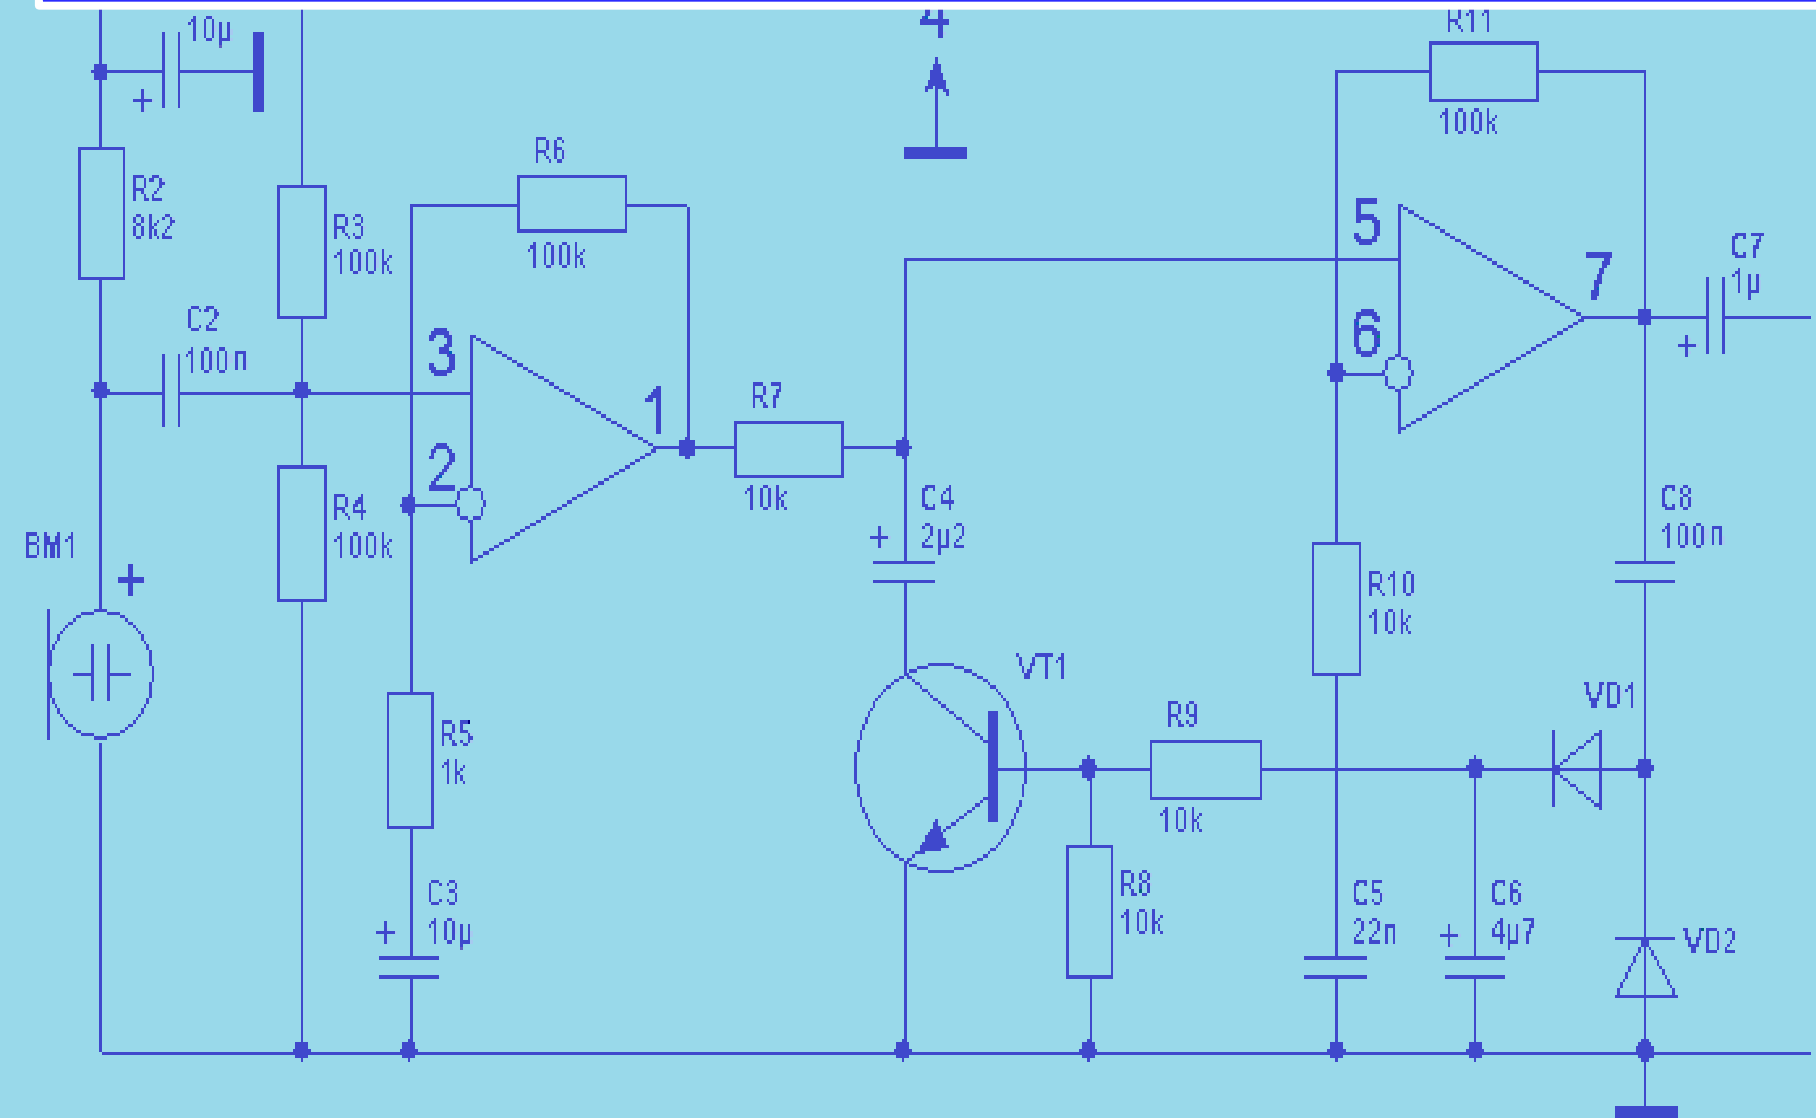 10µ
+
4
R11
100k
R2
8k2
R3
100k
R6
100k
5
6
7
C7
1µ
+
C2
100n
3
2
1
R7
10k
C4
2µ2
+
R4
100k
BM1
+
C8
100n
R10
10k
VT1
VD1
R5
1k
R9
10k
C3
10µ
+
R8
10k
C5
22n
C6
4µ7
+
VD2